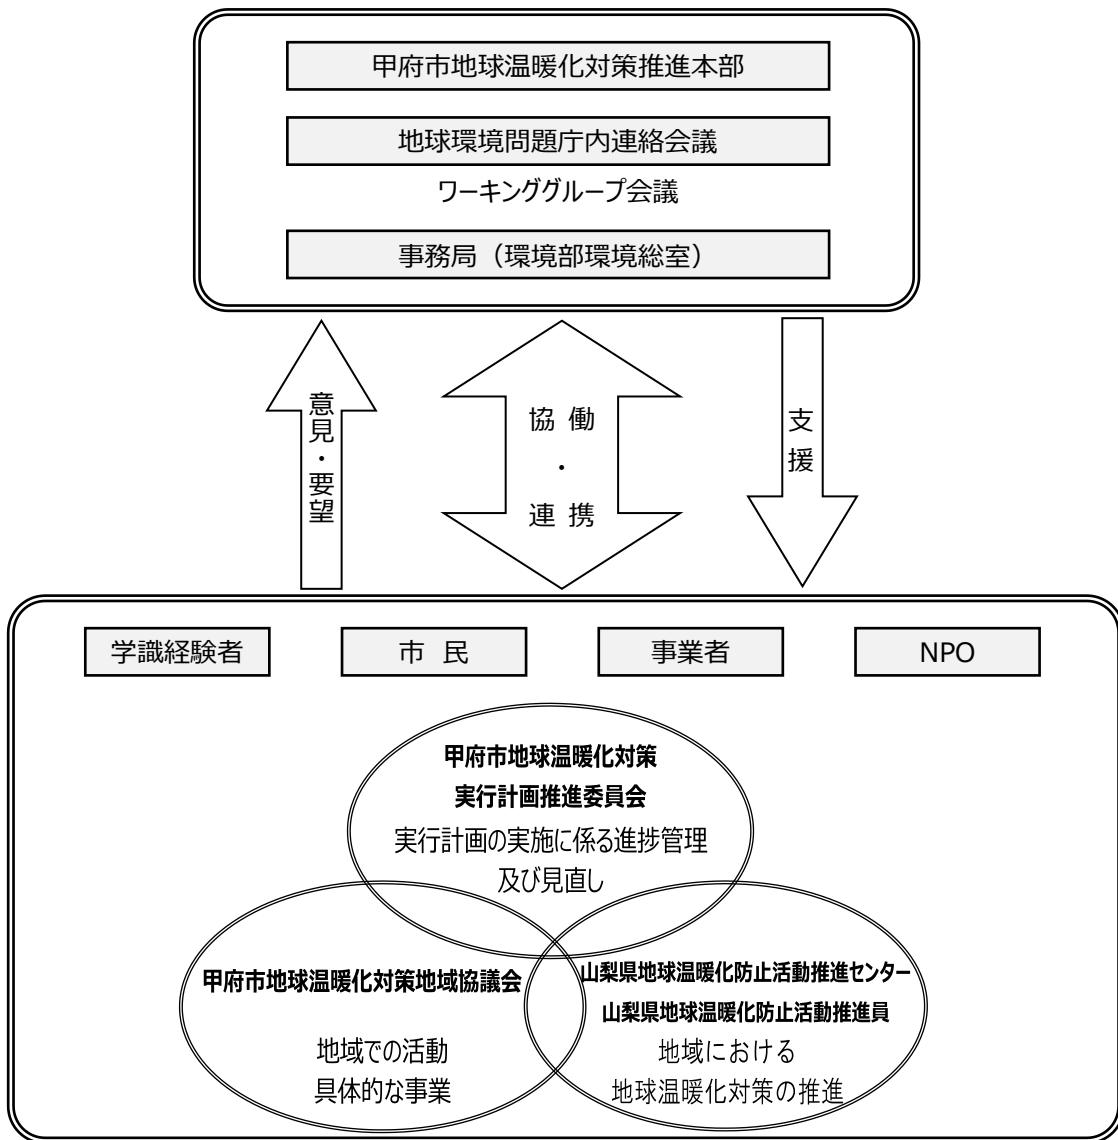 甲府市地球温暖化対策推進本部
地球環境問題庁内連絡会議
ワーキンググループ会議
事務局（環境部環境総室）
意見・要望
協 働
・
連 携
支援
学識経験者
市 民
事業者
NPO
甲府市地球温暖化対策
実行計画推進委員会
実行計画の実施に係る進捗管理
及び見直し
甲府市地球温暖化対策地域協議会
地域での活動
具体的な事業
山梨県地球温暖化防止活動推進センター
山梨県地球温暖化防止活動推進員
地域における
地球温暖化対策の推進